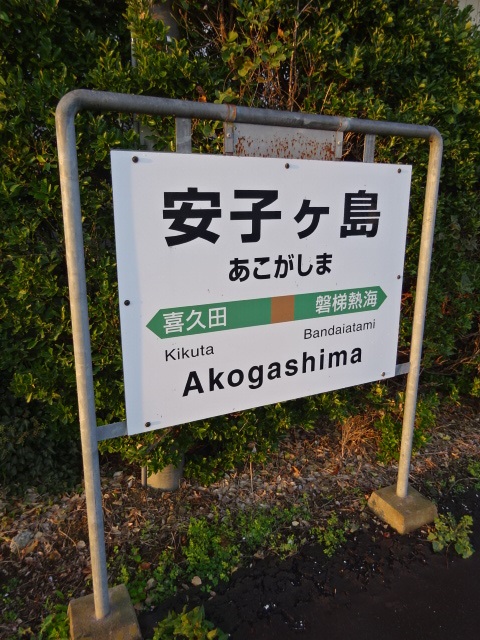 安子ヶ島
あこがしま
喜久田 磐梯熱海
Kikuta Bandaiatami
Akogashima